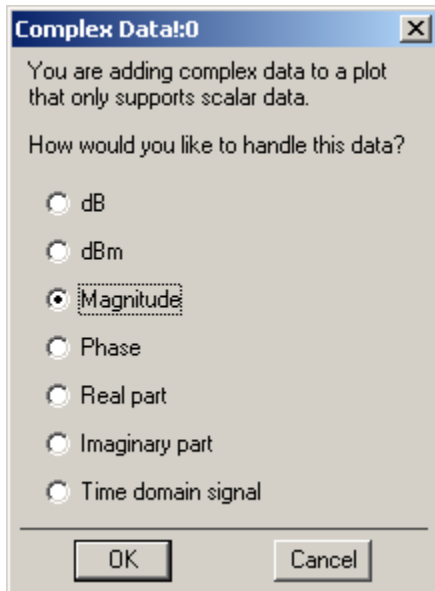 Complex Data!:0
You are adding complex data to a plot
that only supports scalar data.
How would you like to handle this data?
dB
dBm
Magnitude
Phase
Real part
Imaginary part
Time domain signal
OK
Cancel